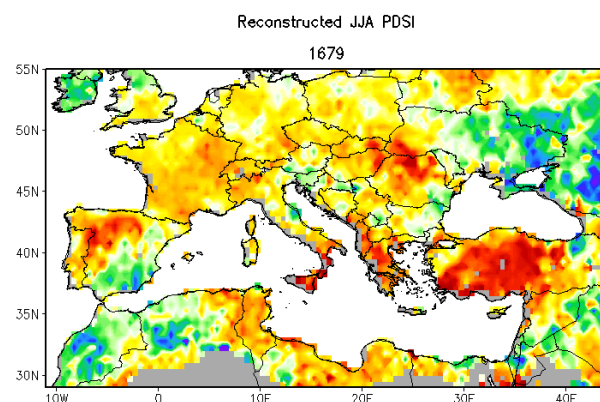 Reconstructed JJA PDSI
1679
55N
50N
45N
40N
35N
30N
10W
0
10E
20E
30E
40E